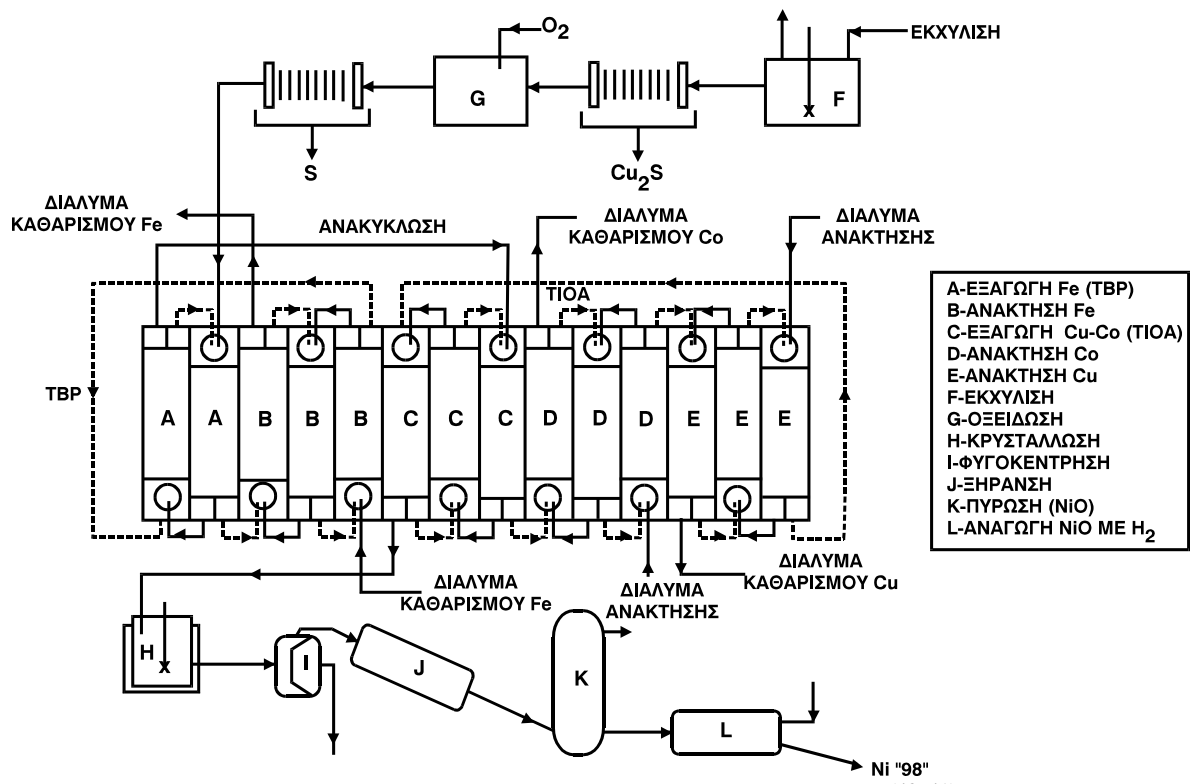 O2
ΕΚΧΥΛΙΣΗ
G
F
S
Cu2S
ΔΙΑΛΥΜΑ
ΚΑΘΑΡΙΣΜΟΥ Fe
ΑΝΑΚΥΚΛΩΣΗ
ΔΙΑΛΥΜΑ
ΚΑΘΑΡΙΣΜΟΥ Co
ΔΙΑΛΥΜΑ
ΑΝΑΚΤΗΣΗΣ
TIOA
TBP
A A B B B C C C D D D E E E
A-ΕΞΑΓΩΓΗ Fe (TBP)
B-ΑΝΑΚΤΗΣΗ Fe
C-ΕΞΑΓΩΓΗ Cu-Co (TIOA)
D-ΑΝΑΚΤΗΣΗ Co
E-ΑΝΑΚΤΗΣΗ Cu
F-ΕΚΧΥΛΙΣΗ
G-ΟΞΕΙΔΩΣΗ
H-ΚΡΥΣΤΑΛΛΩΣΗ
I-ΦΥΓΟΚΕΝΤΡΗΣΗ
J-ΞΗΡΑΝΣΗ
K-ΠΥΡΩΣΗ (NiO)
L-ΑΝΑΓΩΓΗ NiO ΜΕ H2
ΔΙΑΛΥΜΑ
ΚΑΘΑΡΙΣΜΟΥ Fe
ΔΙΑΛΥΜΑ
ΑΝΑΚΤΗΣΗΣ
ΔΙΑΛΥΜΑ
ΚΑΘΑΡΙΣΜΟΥ Cu
H
I
J
K
L
Ni "98"